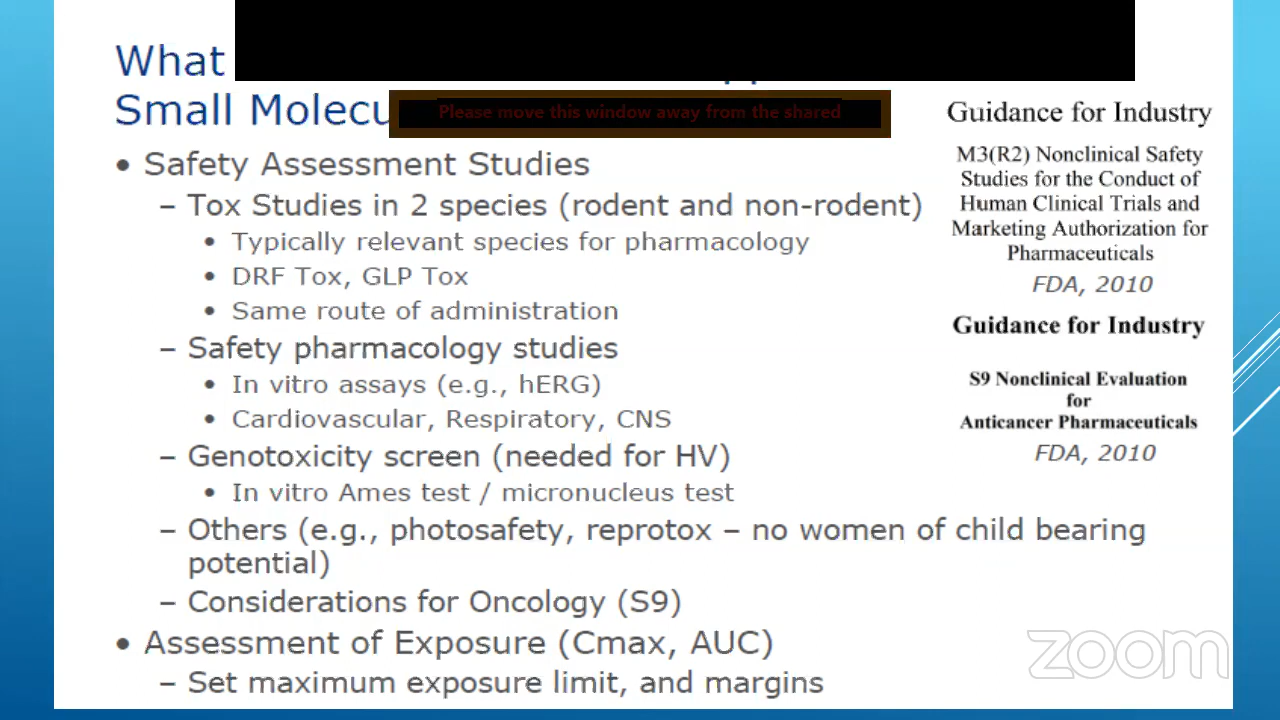 What
Small Molecu
Please move this window away from the shared
• Safety Assessment Studies
– Tox Studies in 2 species (rodent and non-rodent)
• Typically relevant species for pharmacology
• DRF Tox, GLP Tox
• Same route of administration
– Safety pharmacology studies
• In vitro assays (e.g., hERG)
• Cardiovascular, Respiratory, CNS
– Genotoxicity screen (needed for HV)
• In vitro Ames test / micronucleus test
– Others (e.g., photosafety, reprotox – no women of child bearing
potential)
– Considerations for Oncology (S9)
• Assessment of Exposure (Cmax, AUC)
– Set maximum exposure limit, and margins
Guidance for Industry
M3(R2) Nonclinical Safety
Studies for the Conduct of
Human Clinical Trials and
Marketing Authorization for
Pharmaceuticals
FDA, 2010
Guidance for Industry
S9 Nonclinical Evaluation
for
Anticancer Pharmaceuticals
FDA, 2010
zoom